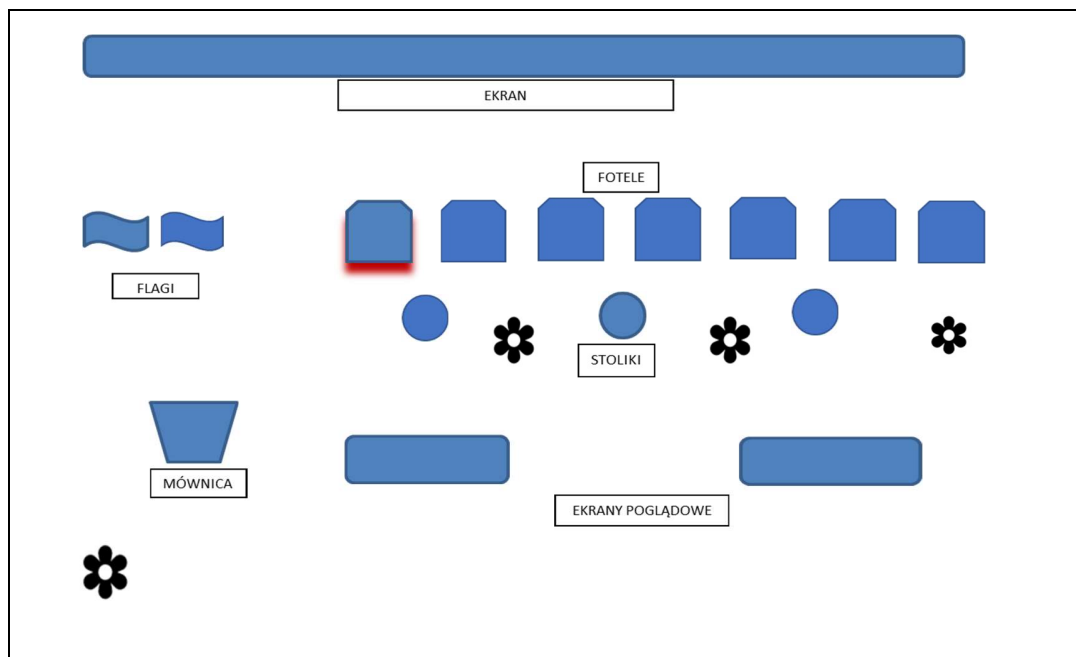 EKRAN
FOTELE
FLAGI
STOLIKI
MÓWNICA
EKRANY POGLĄDOWE